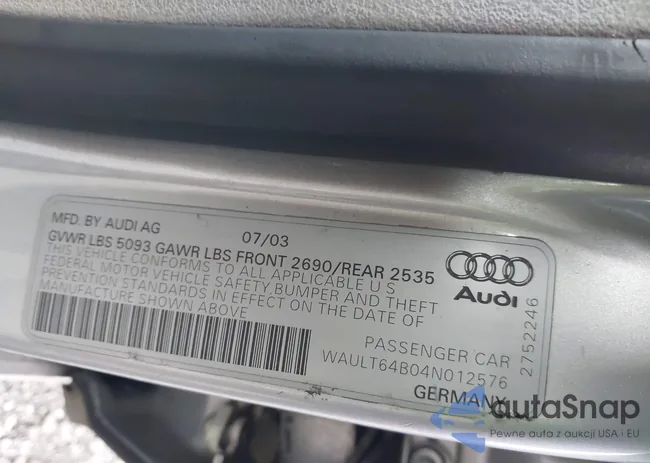 MFD. BY AUDI AG 07/03
GVWR LBS 5093 GAWR LBS FRONT 2690/REAR 2535
THIS VEHICLE CONFORMS TO ALL APPLICABLE U S
FEDERAL MOTOR VEHICLE SAFETY, BUMPER AND THEFT
PREVENTION STANDARDS IN EFFECT ON THE DATE OF
MANUFACTURE SHOWN ABOVE
Audi
2752246
PASSENGER CAR
WAULT64B04N012576
GERMANY
autoSnap
Pewne auta z aukcji USA i EU